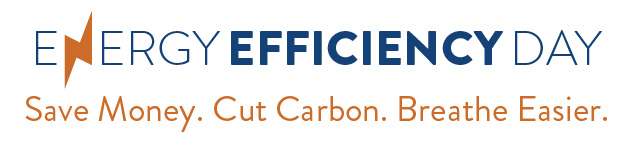 ENERGY EFFICIENCY DAY
Save Money. Cut Carbon. Breathe Easier.